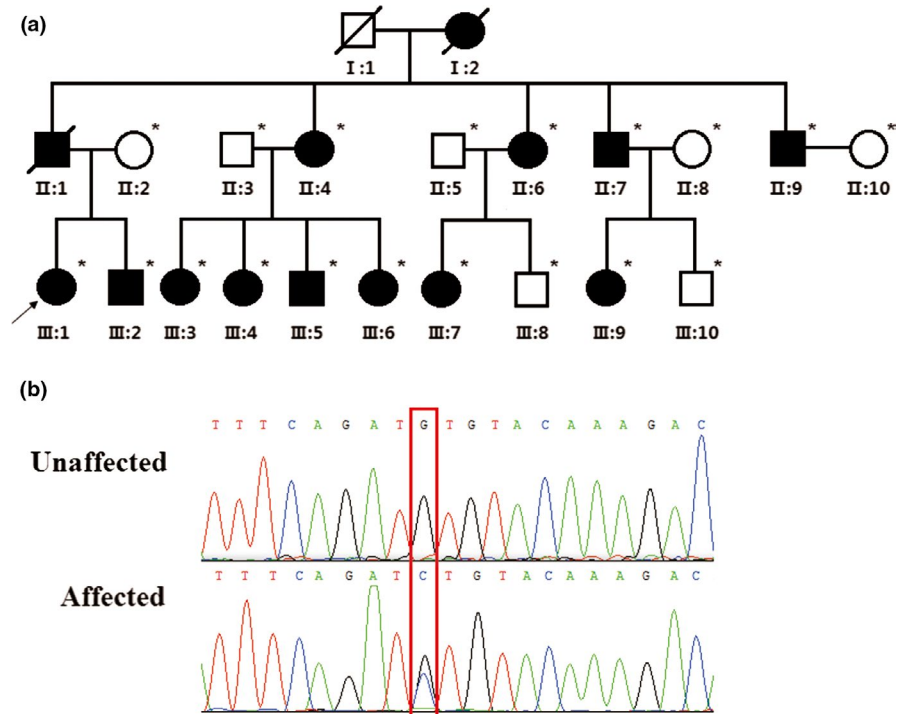 (a)
I:1 I:2
* * * * * * * * *
II:1 II:2 II:3 II:4 II:5 II:6 II:7 II:8 II:9 II:10
* * * * * * * * * *
III:1 III:2 III:3 III:4 III:5 III:6 III:7 III:8 III:9 III:10
(b)
T T T C A G A T G T G T A C A A A G A C
Unaffected
T T T C A G A T C T G T A C A A A G A C
Affected